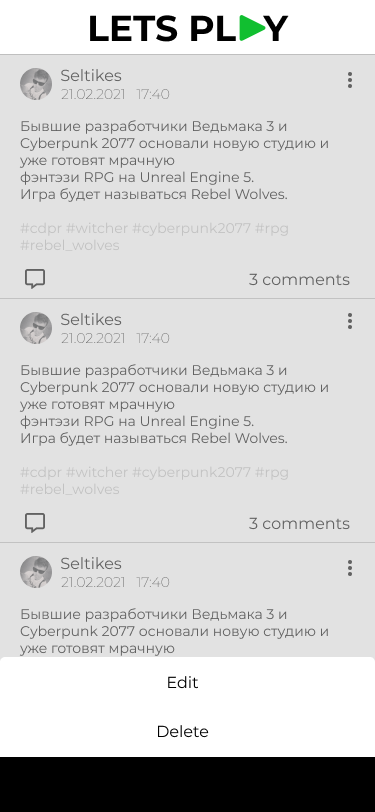 LETS PLAY
Seltikes
21.02.2021 17:40
Бывшие разработчики Ведьмака 3 и
Cyberpunk 2077 основали новую студию и
уже готовят мрачную
фэнтэзи RPG на Unreal Engine 5.
Игра будет называться Rebel Wolves.
#cdpr #witcher #cyberpunk2077 #rpg
#rebel_wolves
3 comments
Seltikes
21.02.2021 17:40
Бывшие разработчики Ведьмака 3 и
Cyberpunk 2077 основали новую студию и
уже готовят мрачную
фэнтэзи RPG на Unreal Engine 5.
Игра будет называться Rebel Wolves.
#cdpr #witcher #cyberpunk2077 #rpg
#rebel_wolves
3 comments
Seltikes
21.02.2021 17:40
Бывшие разработчики Ведьмака 3 и
Cyberpunk 2077 основали новую студию и
уже готовят мрачную
Edit
Delete